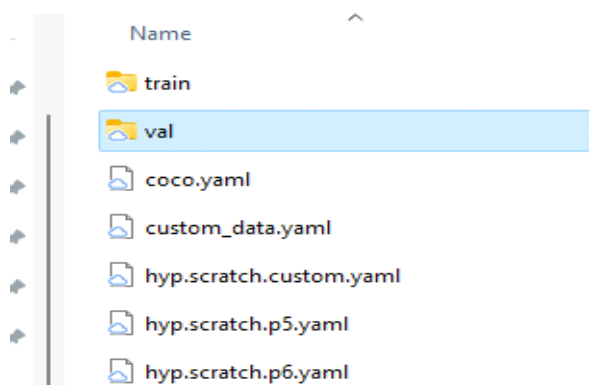 Name
train
val
coco.yaml
custom_data.yaml
hyp.scratch.custom.yaml
hyp.scratch.p5.yaml
hyp.scratch.p6.yaml